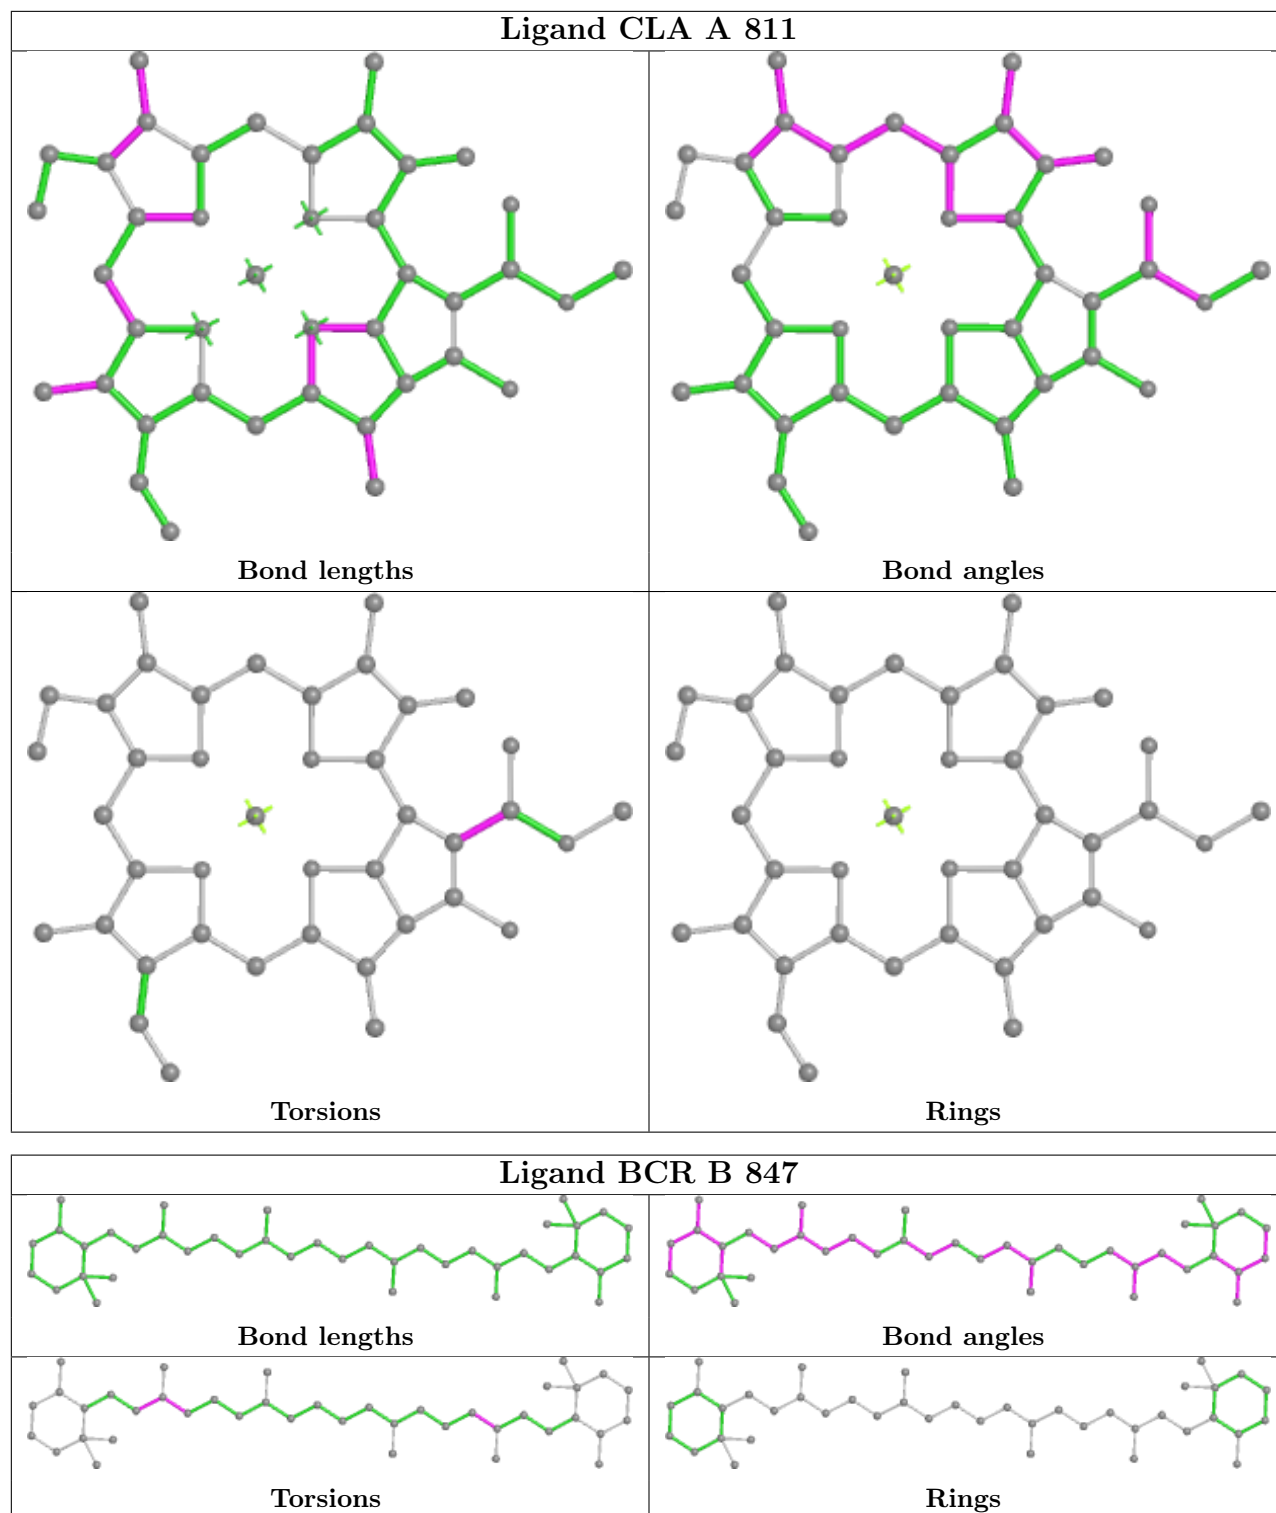 Ligand CLA A 811
Bond lengths
Bond angles
Torsions
Rings
Ligand BCR B 847
Bond lengths
Bond angles
Torsions
Rings